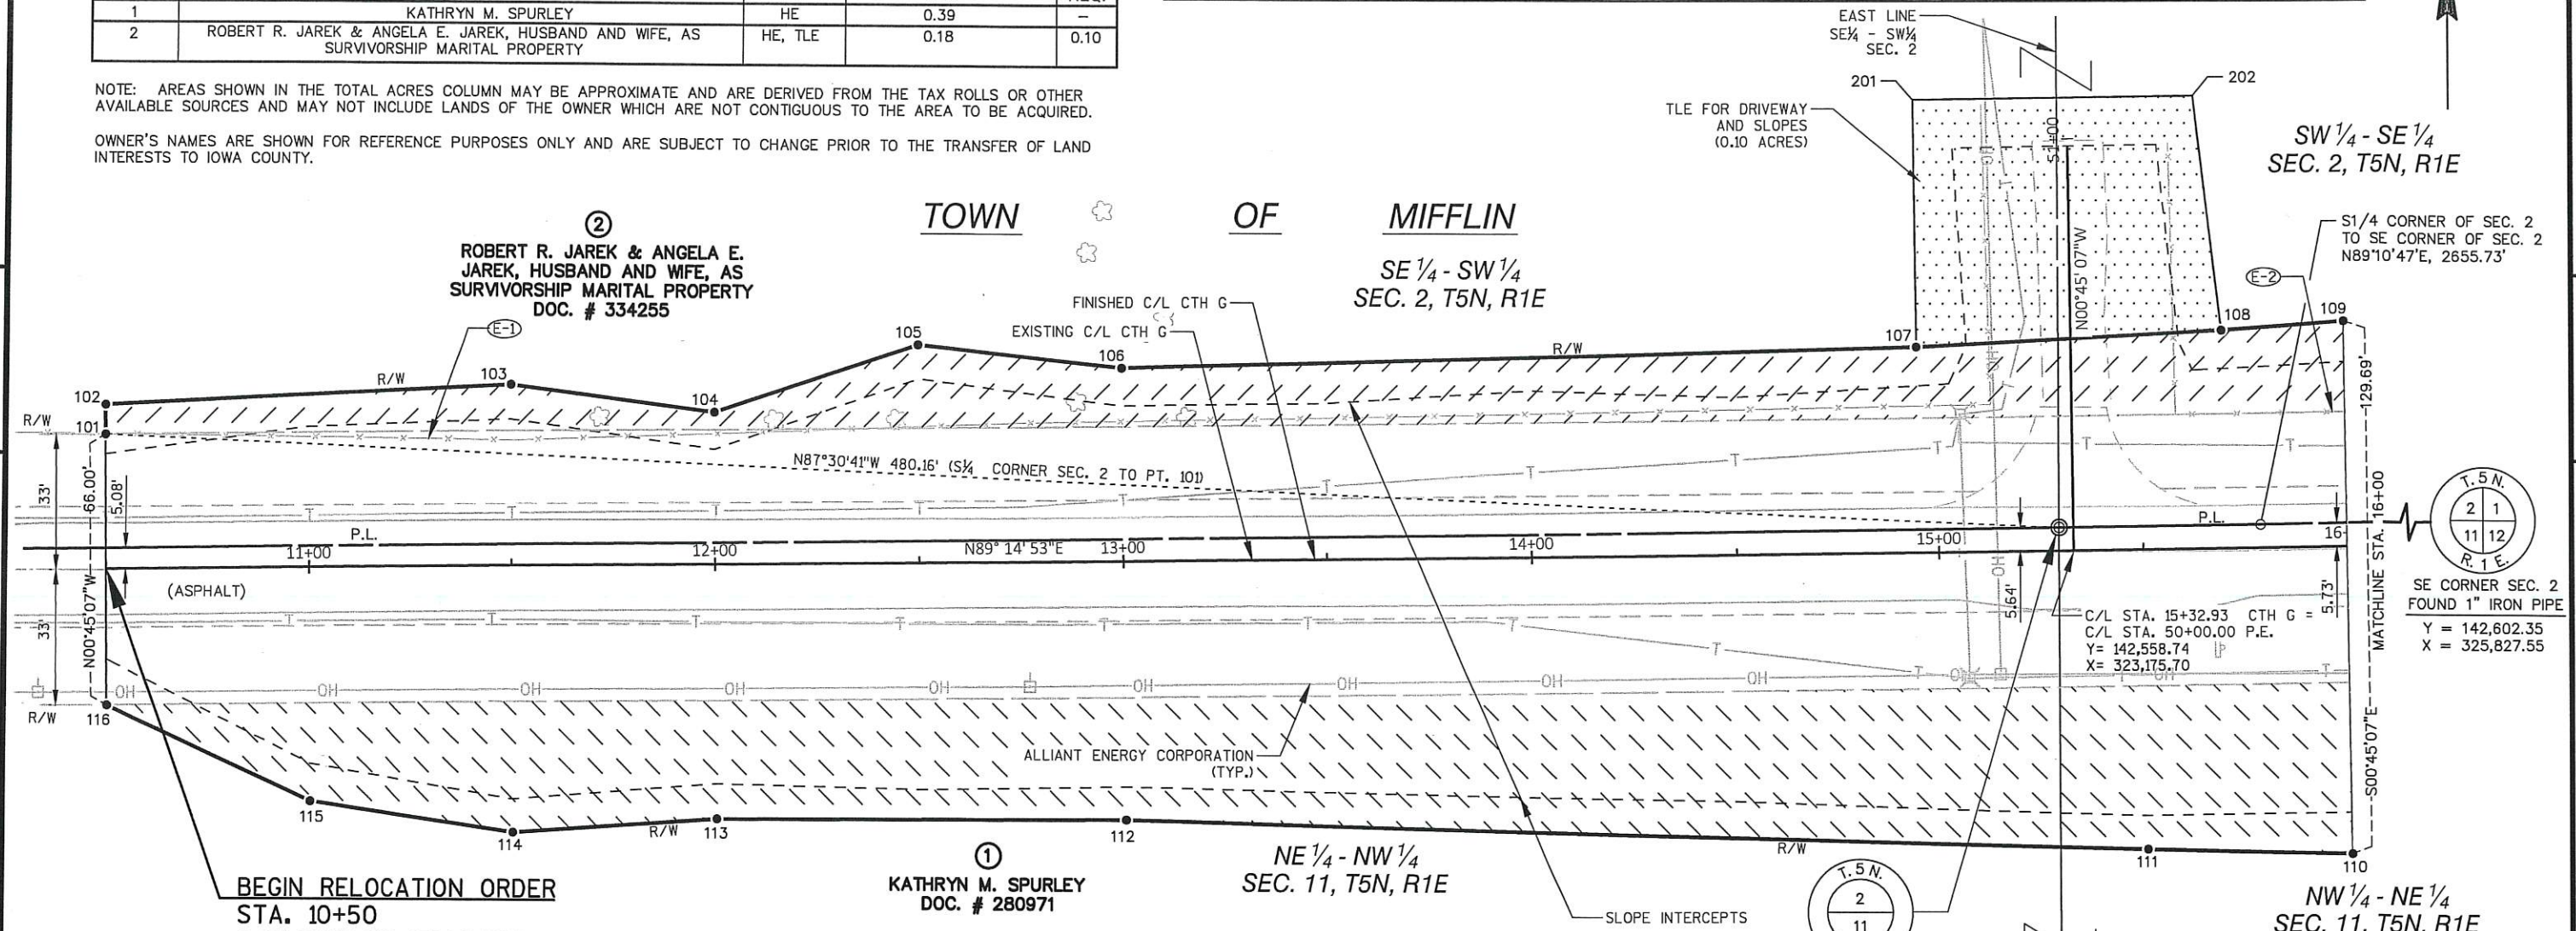 1 KATHRYN M. SPURLEY HE 0.39 –
2 ROBERT R. JAREK & ANGELA E. JAREK, HUSBAND AND WIFE, AS HE, TLE 0.18 0.10
SURVIVORSHIP MARITAL PROPERTY
NOTE: AREAS SHOWN IN THE TOTAL ACRES COLUMN MAY BE APPROXIMATE AND ARE DERIVED FROM THE TAX ROLLS OR OTHER
AVAILABLE SOURCES AND MAY NOT INCLUDE LANDS OF THE OWNER WHICH ARE NOT CONTIGUOUS TO THE AREA TO BE ACQUIRED.
OWNER'S NAMES ARE SHOWN FOR REFERENCE PURPOSES ONLY AND ARE SUBJECT TO CHANGE PRIOR TO THE TRANSFER OF LAND
INTERESTS TO IOWA COUNTY.
EAST LINE
SE¼ - SW¼
SEC. 2
201
202
TLE FOR DRIVEWAY
AND SLOPES
(0.10 ACRES)
51+00
N00°45'07"W
SW ¼ - SE ¼
SEC. 2, T5N, R1E
S1/4 CORNER OF SEC. 2
TO SE CORNER OF SEC. 2
N89°10'47"E, 2655.73'
E-2
TOWN OF MIFFLIN
2
ROBERT R. JAREK & ANGELA E.
JAREK, HUSBAND AND WIFE, AS
SURVIVORSHIP MARITAL PROPERTY
DOC. # 334255
SE ¼ - SW ¼
SEC. 2, T5N, R1E
FINISHED C/L CTH G
EXISTING C/L CTH G
E-1
102
R/W
103
104
105
106
R/W
107
108
109
R/W
101
33'
66.00'
5.08'
N87°30'41"W 480.16' (S¼ CORNER SEC. 2 TO PT. 101)
T T T T T T T T T
129.69'
MATCHLINE STA. 16+00
S00°45'07"E
P.L.
P.L.
11+00
12+00
N89°14'53"E
13+00
14+00
15+00
16
(ASPHALT)
33'
N00°45'07"W
T T T T T T T T T
OH OH OH OH OH OH OH OH OH
5.64'
5.73'
C/L STA. 15+32.93 CTH G =
C/L STA. 50+00.00 P.E.
Y= 142,558.74
X= 323,175.70
T. 5 N.
2 1
11 12
R. 1 E.
SE CORNER SEC. 2
FOUND 1" IRON PIPE
Y = 142,602.35
X = 325,827.55
R/W
116
ALLIANT ENERGY CORPORATION
(TYP.)
115
114
R/W
113
112
R/W
111
110
BEGIN RELOCATION ORDER
STA. 10+50
1
KATHRYN M. SPURLEY
DOC. # 280971
NE ¼ - NW ¼
SEC. 11, T5N, R1E
SLOPE INTERCEPTS
T. 5 N.
2
11
NW ¼ - NE ¼
SEC. 11, T5N, R1E